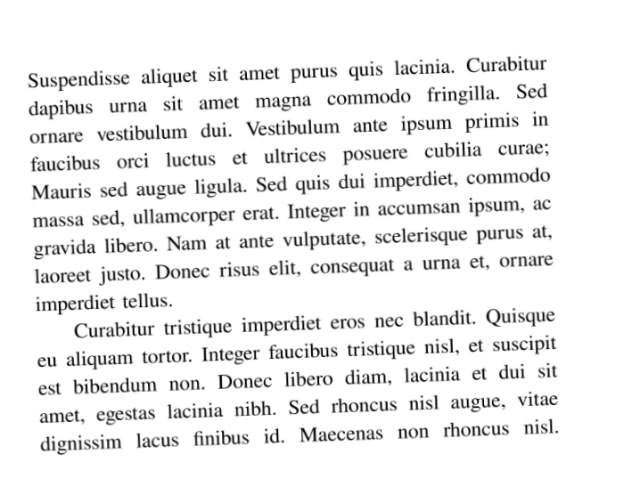 Suspendisse aliquet sit amet purus quis lacinia. Curabitur
dapibus urna sit amet magna commodo fringilla. Sed
ornare vestibulum dui. Vestibulum ante ipsum primis in
faucibus orci luctus et ultrices posuere cubilia curae;
Mauris sed augue ligula. Sed quis dui imperdiet, commodo
massa sed, ullamcorper erat. Integer in accumsan ipsum, ac
gravida libero. Nam at ante vulputate, scelerisque purus at,
laoreet justo. Donec risus elit, consequat a urna et, ornare
imperdiet tellus.
Curabitur tristique imperdiet eros nec blandit. Quisque
eu aliquam tortor. Integer faucibus tristique nisl, et suscipit
est bibendum non. Donec libero diam, lacinia et dui sit
amet, egestas lacinia nibh. Sed rhoncus nisl augue, vitae
dignissim lacus finibus id. Maecenas non rhoncus nisl.